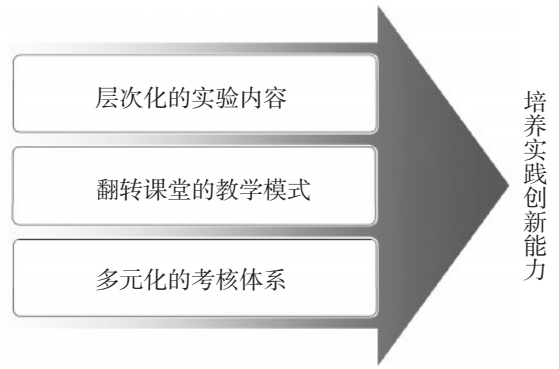 层次化的实验内容
翻转课堂的教学模式
多元化的考核体系
培养实践创新能力